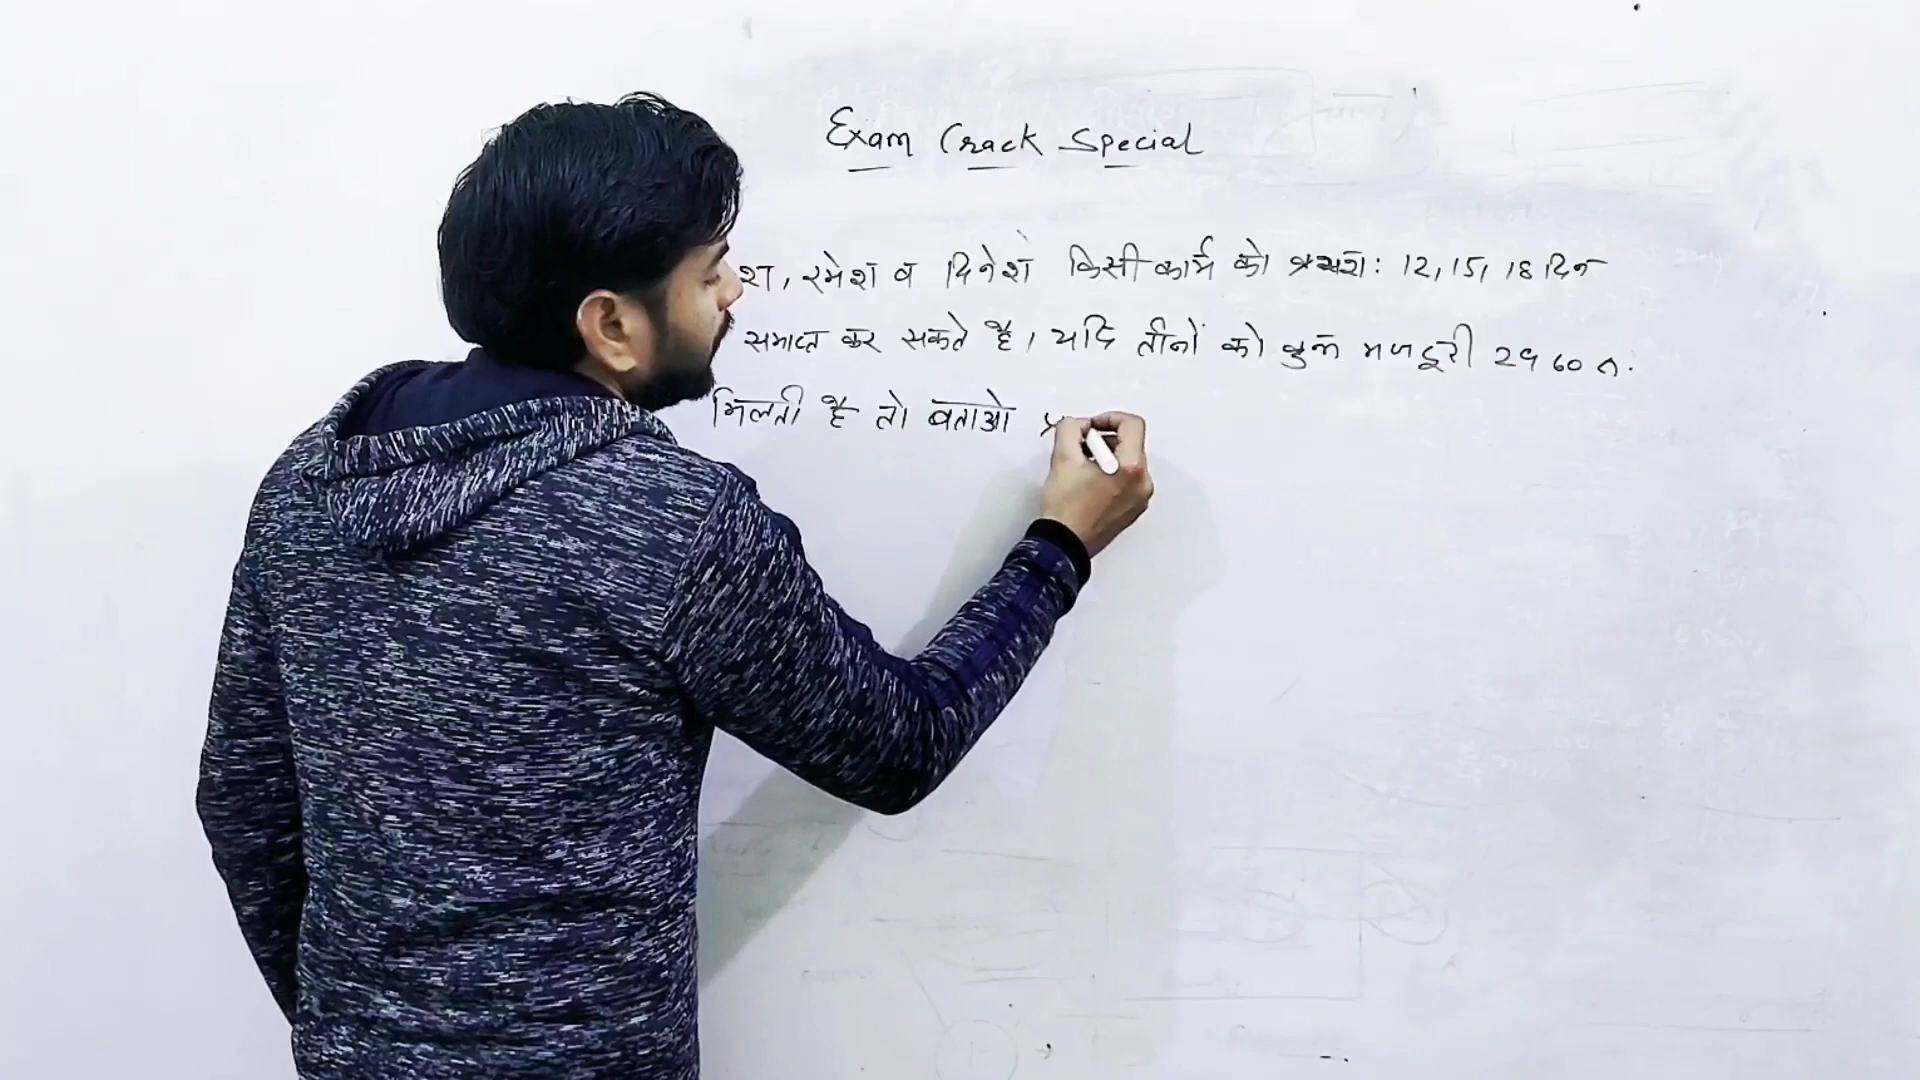 Exam Crack Special
श, रमेश व दिनेश किसी कार्य को क्रमश: 12, 15, 18 दिन
समाप्त कर सकते है। यदि तीनों को कुल मजदूरी 2960 रु.
मिलती है तो बताओ